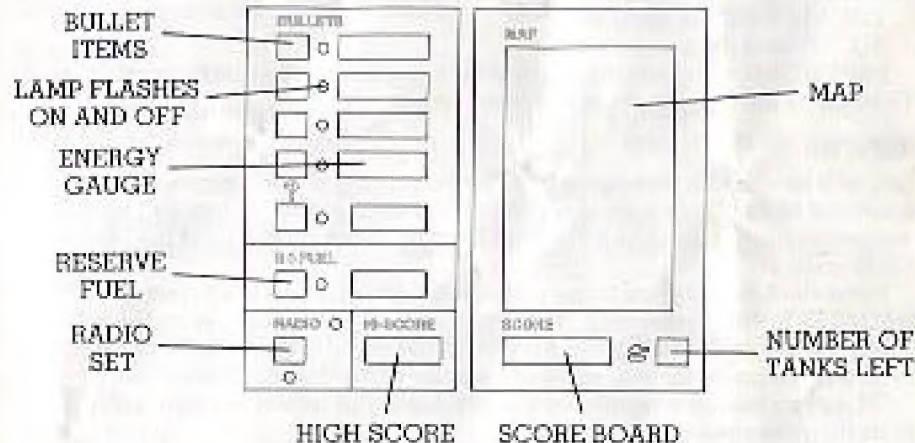 BULLET
ITEMS
LAMP FLASHES
ON AND OFF
ENERGY
GAUGE
RESERVE
FUEL
RADIO
SET
BULLETS
FUEL
RADIO
HI-SCORE
HIGH SCORE
MAP
MAP
SCORE
NUMBER OF
TANKS LEFT
SCORE BOARD